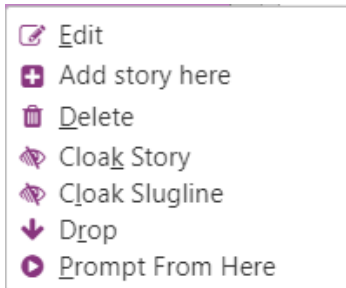 Edit
Add story here
Delete
Cloak Story
Cloak Slugline
Drop
Prompt From Here